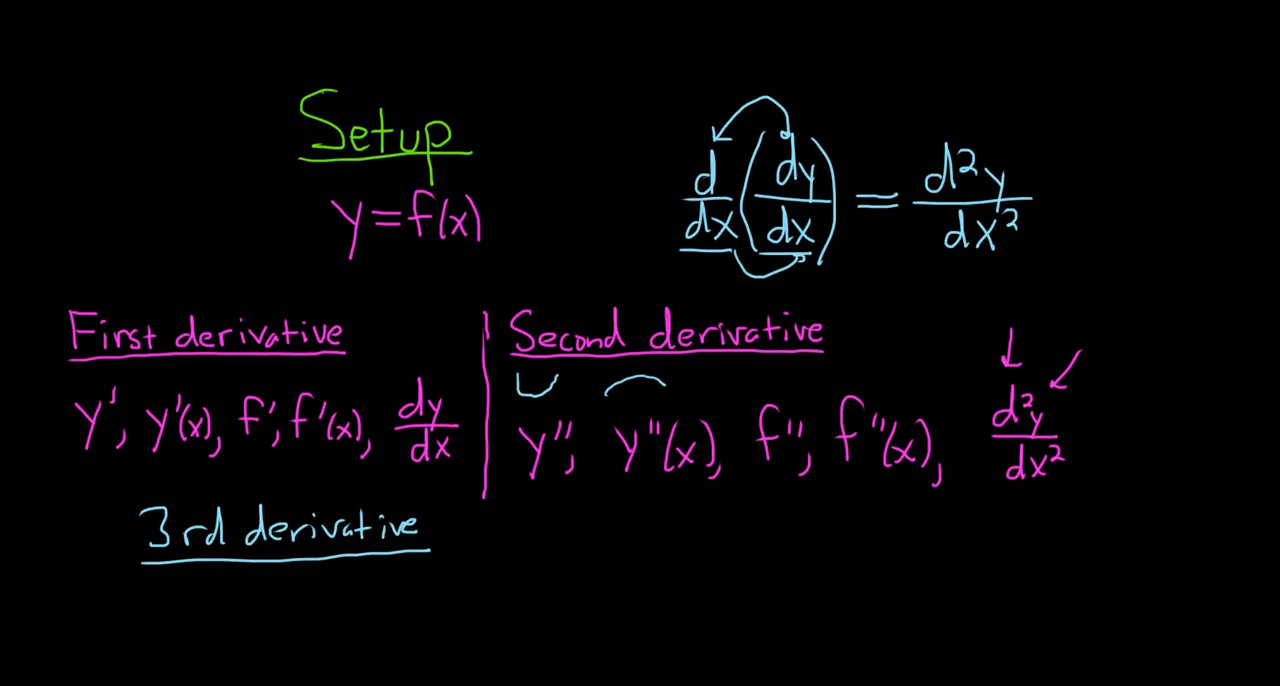 Setup
y=f(x)
d/dx (dy/dx) = d²y/dx²
First derivative
y', y'(x), f', f'(x), dy/dx
Second derivative
y'', y''(x), f'', f''(x), d²y/dx²
3rd derivative